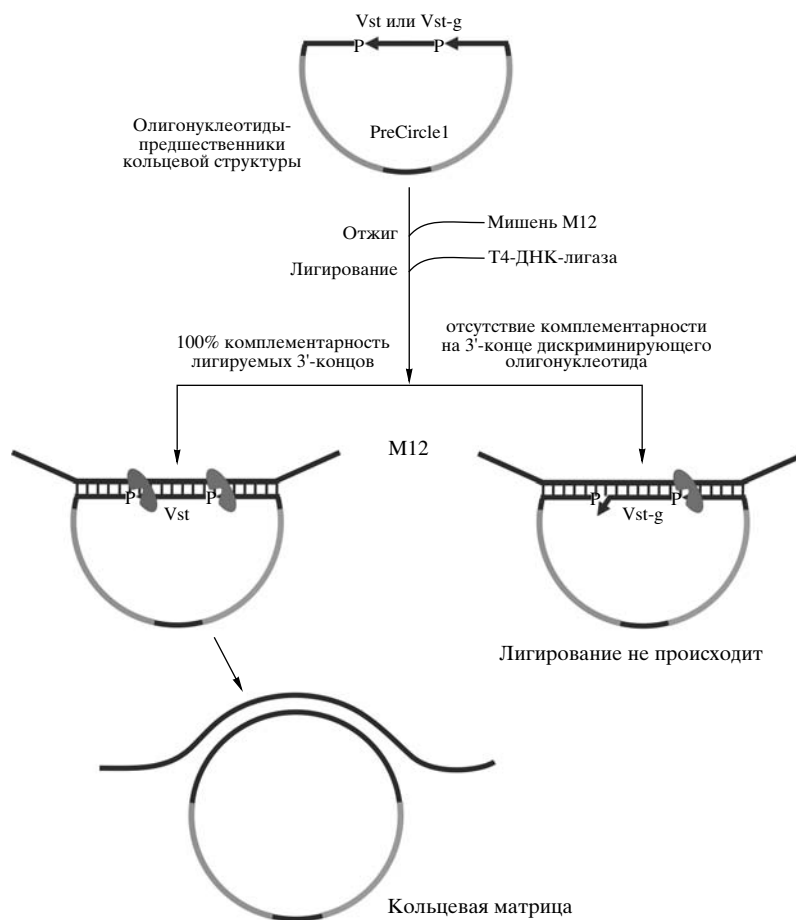 Vst или Vst-g
P
P
PreCircle1
Олигонуклеотиды-
предшественники
кольцевой структуры
Отжиг
Мишень М12
Лигирование
Т4-ДНК-лигаза
100% комплементарность
лигируемых 3'-концов
отсутствие комплементарности
на 3'-конце дискриминирующего
олигонуклеотида
М12
P
P
Vst
P
P
Vst-g
Лигирование не происходит
Кольцевая матрица